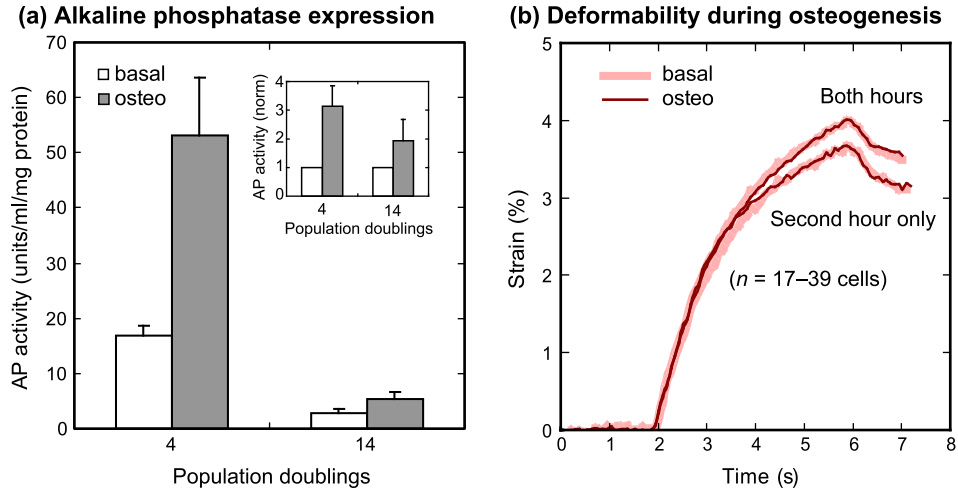 (a) Alkaline phosphatase expression
AP activity (units/ml/mg protein)
70
60
50
40
30
20
10
0
basal
osteo
4
14
Population doublings
AP activity (norm)
4
3
2
1
0
4
14
Population doublings
(b) Deformability during osteogenesis
Strain (%)
5
4
3
2
1
0
basal
osteo
Both hours
Second hour only
(n = 17–39 cells)
0 1 2 3 4 5 6 7 8
Time (s)